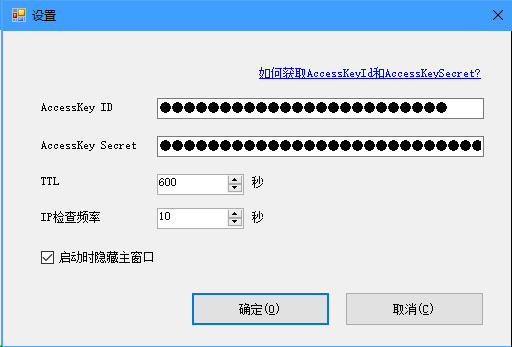 设置
如何获取AccessKeyId和AccessKeySecret?
AccessKey ID ●●●●●●●●●●●●●●●●●●●●●●●●
AccessKey Secret ●●●●●●●●●●●●●●●●●●●●●●●●●●●
TTL 600 秒
IP检查频率 10 秒
启动时隐藏主窗口
确定(O) 取消(C)